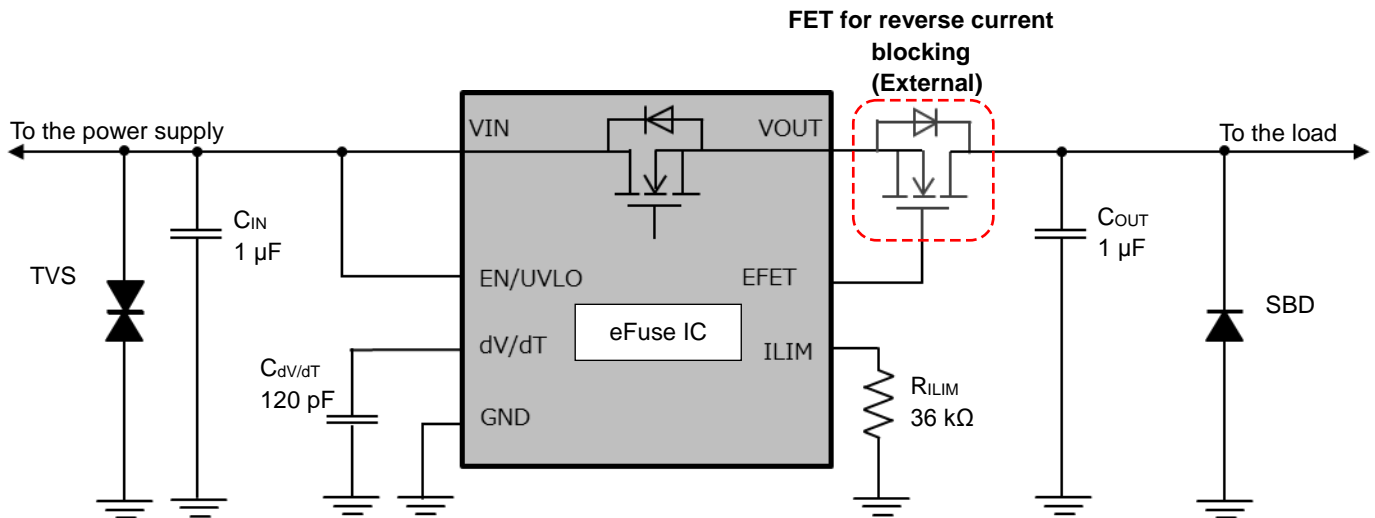 FET for reverse current
blocking
(External)
To the power supply
VIN
VOUT
To the load
CIN
1 µF
COUT
1 µF
TVS
EN/UVLO
EFET
SBD
eFuse IC
dV/dT
ILIM
CdV/dT
120 pF
RILIM
36 kΩ
GND